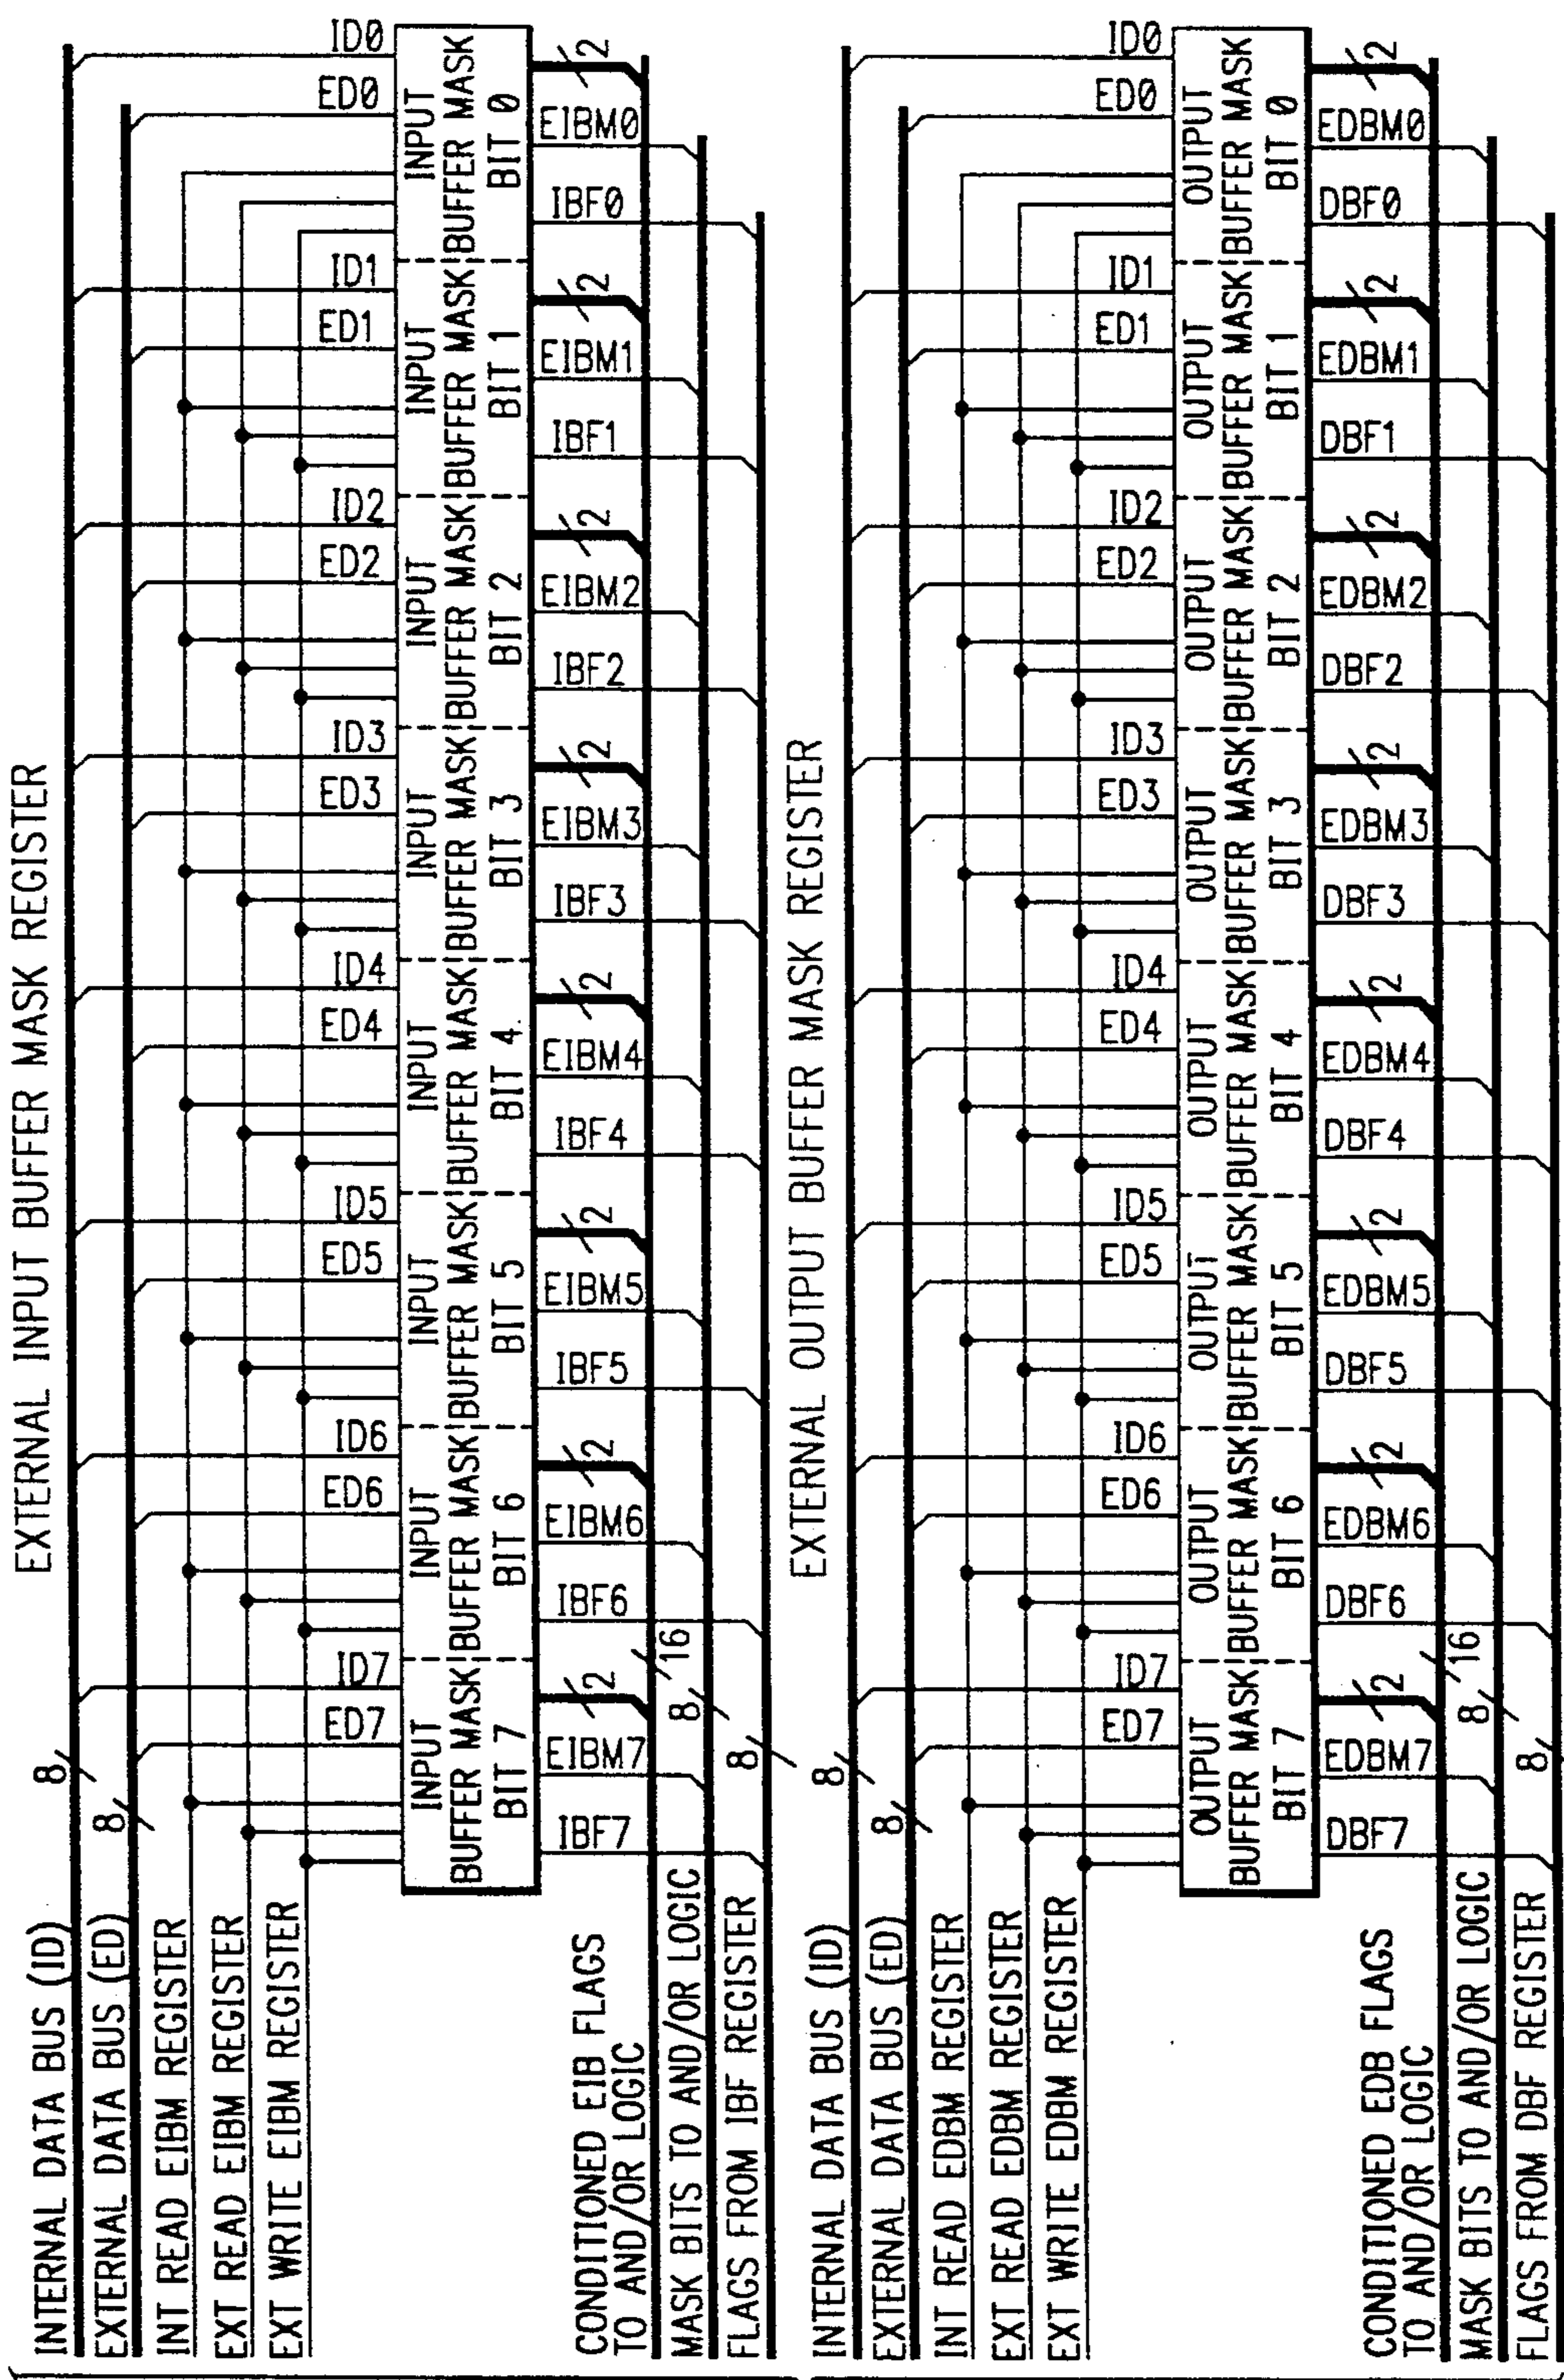 EXTERNAL INPUT BUFFER MASK REGISTER
INTERNAL DATA BUS (ID)
8
EXTERNAL DATA BUS (ED)
8
INT READ EIBM REGISTER
EXT READ EIBM REGISTER
EXT WRITE EIBM REGISTER
ED7 ID7 ED6 ID6 ED5 ID5 ED4 ID4 ED3 ID3 ED2 ID2 ED1 ID1 ED0 ID0
INPUT BUFFER MASK BIT 7
INPUT BUFFER MASK BIT 6
INPUT BUFFER MASK BIT 5
INPUT BUFFER MASK BIT 4
INPUT BUFFER MASK BIT 3
INPUT BUFFER MASK BIT 2
INPUT BUFFER MASK BIT 1
INPUT BUFFER MASK BIT 0
IBF7 EIBM7 2 IBF6 EIBM6 2 IBF5 EIBM5 2 IBF4 EIBM4 2 IBF3 EIBM3 2 IBF2 EIBM2 2 IBF1 EIBM1 2 IBF0 EIBM0 2
CONDITIONED EIB FLAGS
TO AND/OR LOGIC
16
MASK BITS TO AND/OR LOGIC
8
FLAGS FROM IBF REGISTER
8
EXTERNAL OUTPUT BUFFER MASK REGISTER
INTERNAL DATA BUS (ID)
8
EXTERNAL DATA BUS (ED)
8
INT READ EDBM REGISTER
EXT READ EDBM REGISTER
EXT WRITE EDBM REGISTER
ED7 ID7 ED6 ID6 ED5 ID5 ED4 ID4 ED3 ID3 ED2 ID2 ED1 ID1 ED0 ID0
OUTPUT BUFFER MASK BIT 7
OUTPUT BUFFER MASK BIT 6
OUTPUT BUFFER MASK BIT 5
OUTPUT BUFFER MASK BIT 4
OUTPUT BUFFER MASK BIT 3
OUTPUT BUFFER MASK BIT 2
OUTPUT BUFFER MASK BIT 1
OUTPUT BUFFER MASK BIT 0
DBF7 EDBM7 2 DBF6 EDBM6 2 DBF5 EDBM5 2 DBF4 EDBM4 2 DBF3 EDBM3 2 DBF2 EDBM2 2 DBF1 EDBM1 2 DBF0 EDBM0 2
CONDITIONED EDB FLAGS
TO AND/OR LOGIC
16
MASK BITS TO AND/OR LOGIC
8
FLAGS FROM DBF REGISTER
8